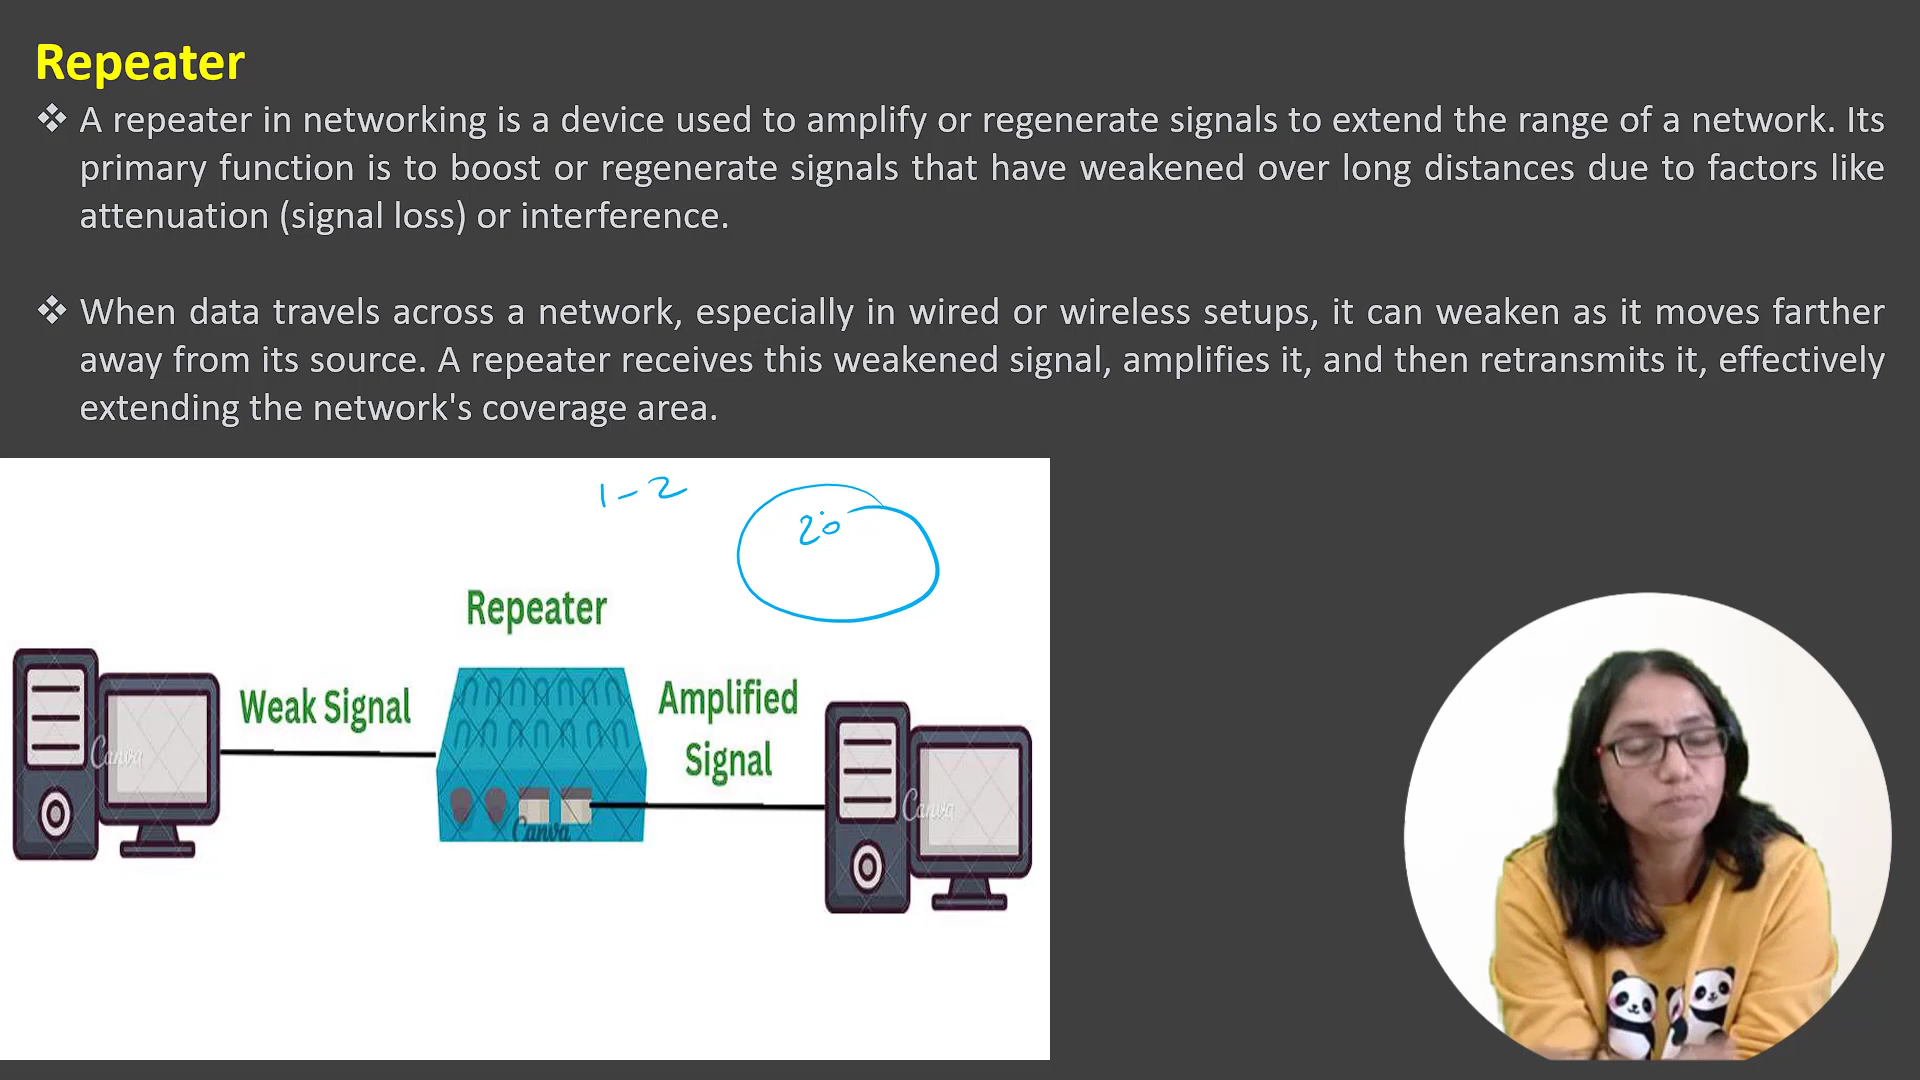 Repeater
❖ A repeater in networking is a device used to amplify or regenerate signals to extend the range of a network. Its
primary function is to boost or regenerate signals that have weakened over long distances due to factors like
attenuation (signal loss) or interference.
❖ When data travels across a network, especially in wired or wireless setups, it can weaken as it moves farther
away from its source. A repeater receives this weakened signal, amplifies it, and then retransmits it, effectively
extending the network's coverage area.
1-2
20
Repeater
Weak Signal
Amplified
Signal
Canva
Canva
Canva